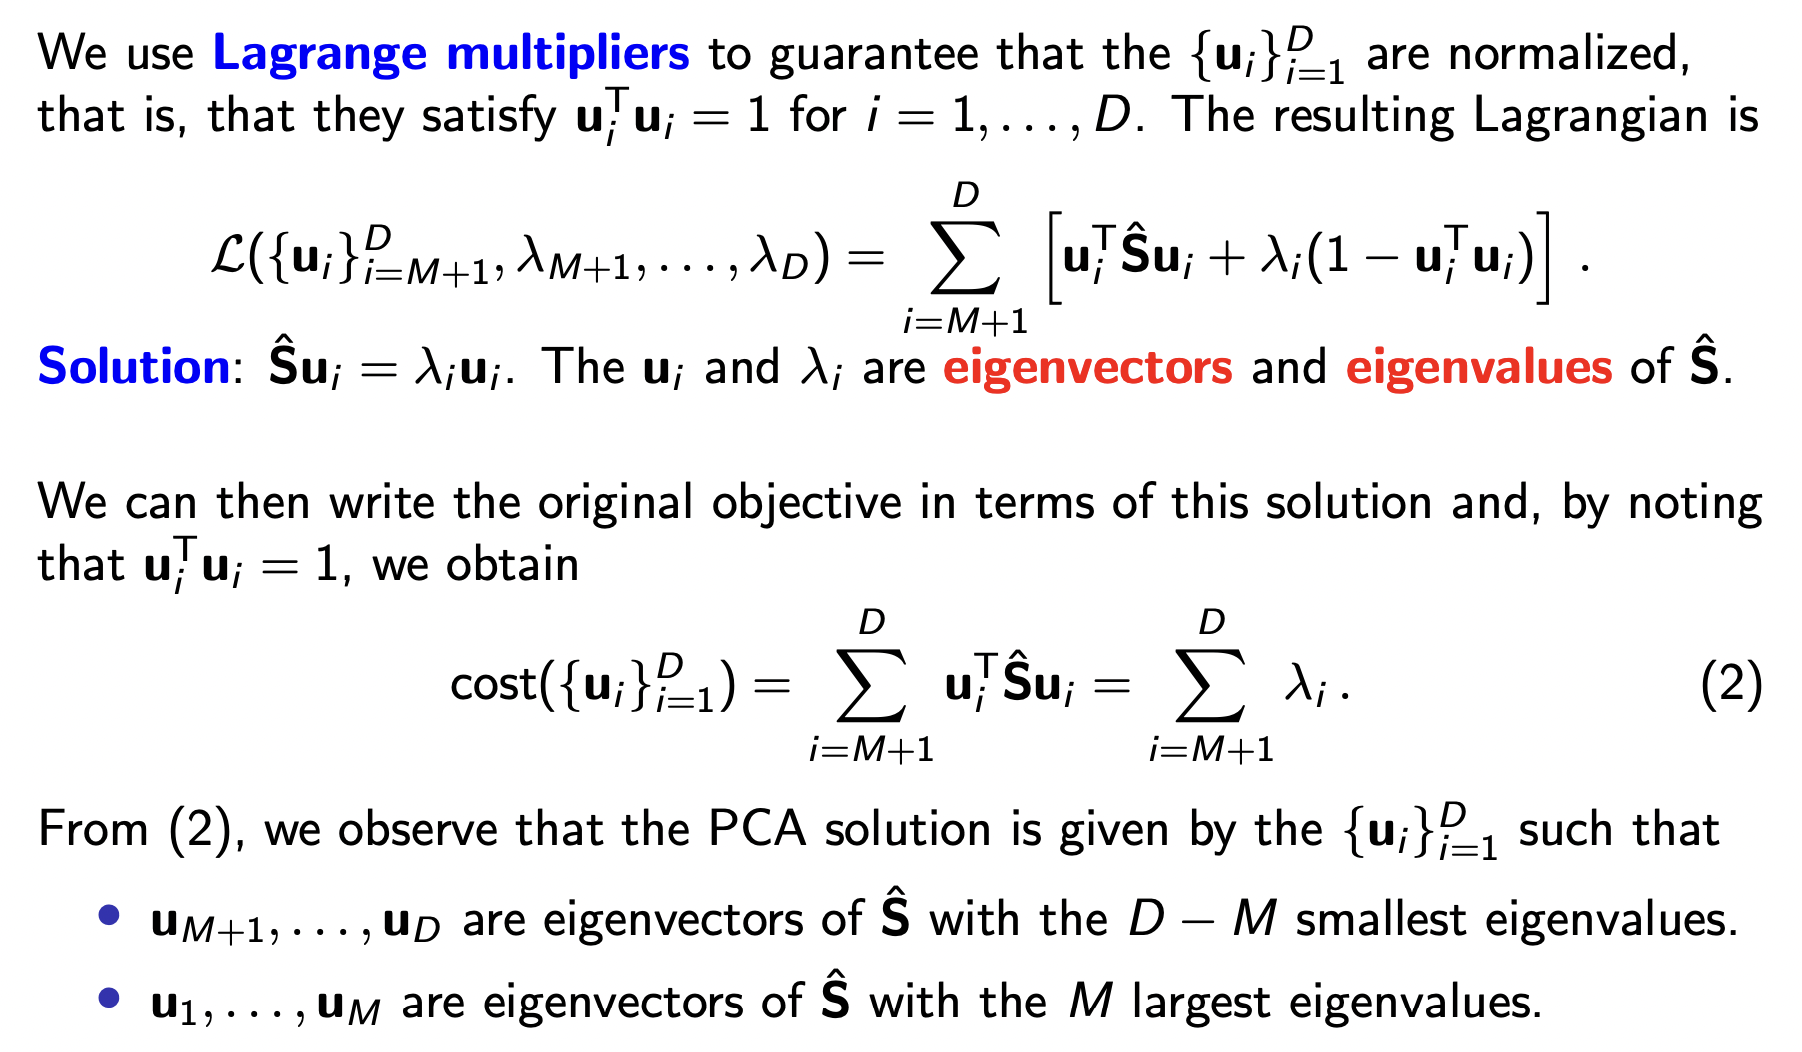 We use Lagrange multipliers to guarantee that the $\{\mathbf{u}_i\}_{i=1}^{D}$ are normalized,
that is, that they satisfy $\mathbf{u}_i^{\mathsf{T}}\mathbf{u}_i = 1$ for $i = 1, \ldots, D$. The resulting Lagrangian is
$\mathcal{L}(\{\mathbf{u}_i\}_{i=M+1}^{D}, \lambda_{M+1}, \ldots, \lambda_D) = \sum_{i=M+1}^{D} \left[ \mathbf{u}_i^{\mathsf{T}} \hat{\mathbf{S}} \mathbf{u}_i + \lambda_i (1 - \mathbf{u}_i^{\mathsf{T}} \mathbf{u}_i) \right] .$
Solution: $\hat{\mathbf{S}}\mathbf{u}_i = \lambda_i \mathbf{u}_i$. The $\mathbf{u}_i$ and $\lambda_i$ are eigenvectors and eigenvalues of $\hat{\mathbf{S}}$.
We can then write the original objective in terms of this solution and, by noting
that $\mathbf{u}_i^{\mathsf{T}}\mathbf{u}_i = 1$, we obtain
$\text{cost}(\{\mathbf{u}_i\}_{i=1}^{D}) = \sum_{i=M+1}^{D} \mathbf{u}_i^{\mathsf{T}} \hat{\mathbf{S}} \mathbf{u}_i = \sum_{i=M+1}^{D} \lambda_i .$ (2)
From (2), we observe that the PCA solution is given by the $\{\mathbf{u}_i\}_{i=1}^{D}$ such that
• $\mathbf{u}_{M+1}, \ldots, \mathbf{u}_D$ are eigenvectors of $\hat{\mathbf{S}}$ with the $D - M$ smallest eigenvalues.
• $\mathbf{u}_1, \ldots, \mathbf{u}_M$ are eigenvectors of $\hat{\mathbf{S}}$ with the $M$ largest eigenvalues.